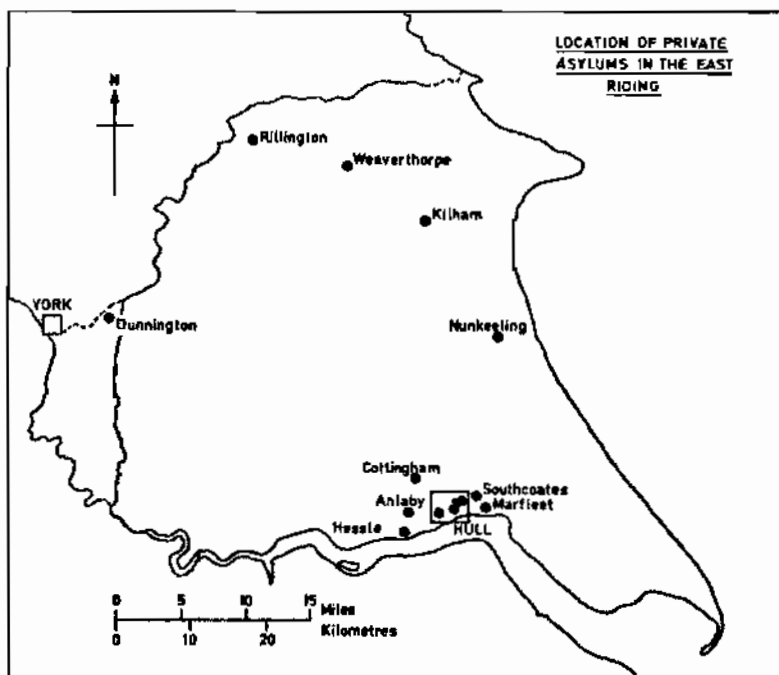 LOCATION OF PRIVATE
ASYLUMS IN THE EAST
RIDING
N
Rillington
Weaverthorpe
Kilham
YORK
Dunnington
Nunkeeling
Cottingham
Southcoates
Anlaby
Marfleet
Hessle
HULL
0 5 10 15 Miles
0 10 20 Kilometres